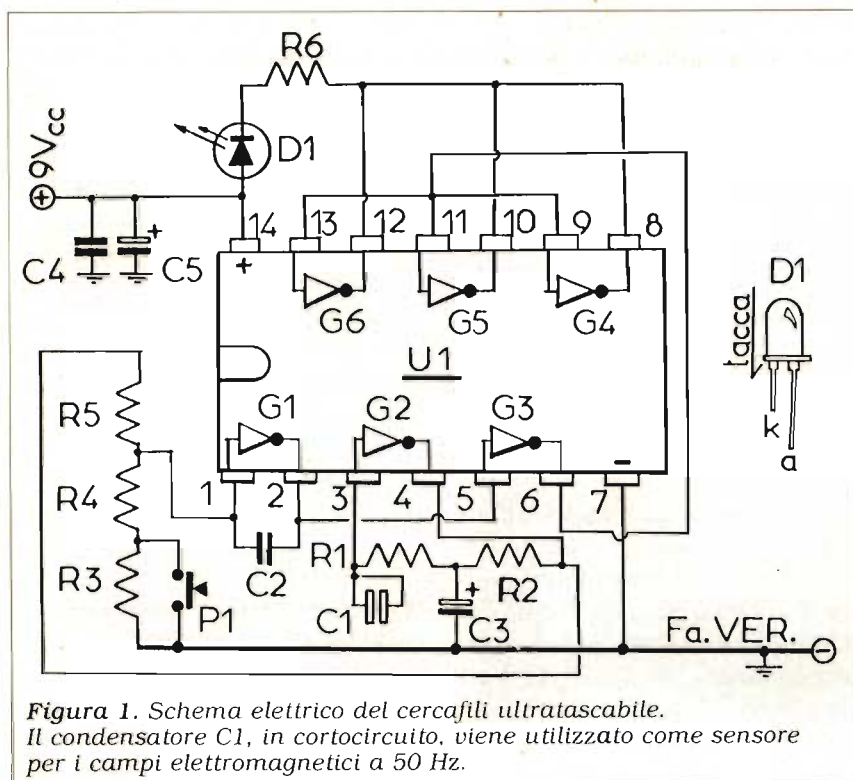 R6
D1
9Vcc
+
C4
+
C5
14
13
12
11
10
9
8
+
G6
G5
G4
D1
tacca
k
a
U1
R5
G1
G2
G3
–
R4
1
2
3
4
5
6
7
C2
R1
R2
R3
P1
C1
+
C3
Fa.VER.
–
Figura 1. Schema elettrico del cercafili ultratascabile.
Il condensatore C1, in cortocircuito, viene utilizzato come sensore
per i campi elettromagnetici a 50 Hz.